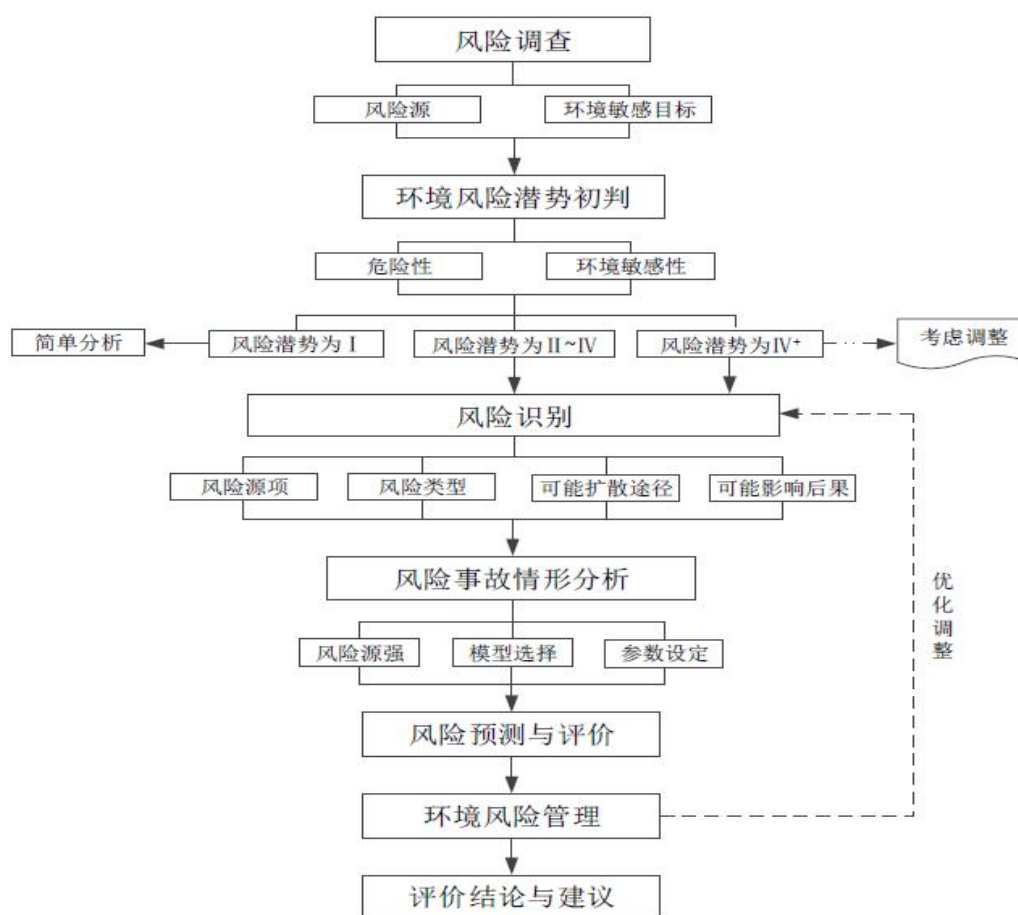 风险调查
风险源
环境敏感目标
环境风险潜势初判
危险性
环境敏感性
简单分析
风险潜势为Ⅰ
风险潜势为Ⅱ~Ⅳ
风险潜势为Ⅳ⁺
考虑调整
风险识别
风险源项
风险类型
可能扩散途径
可能影响后果
风险事故情形分析
优化调整
风险源强
模型选择
参数设定
风险预测与评价
环境风险管理
评价结论与建议